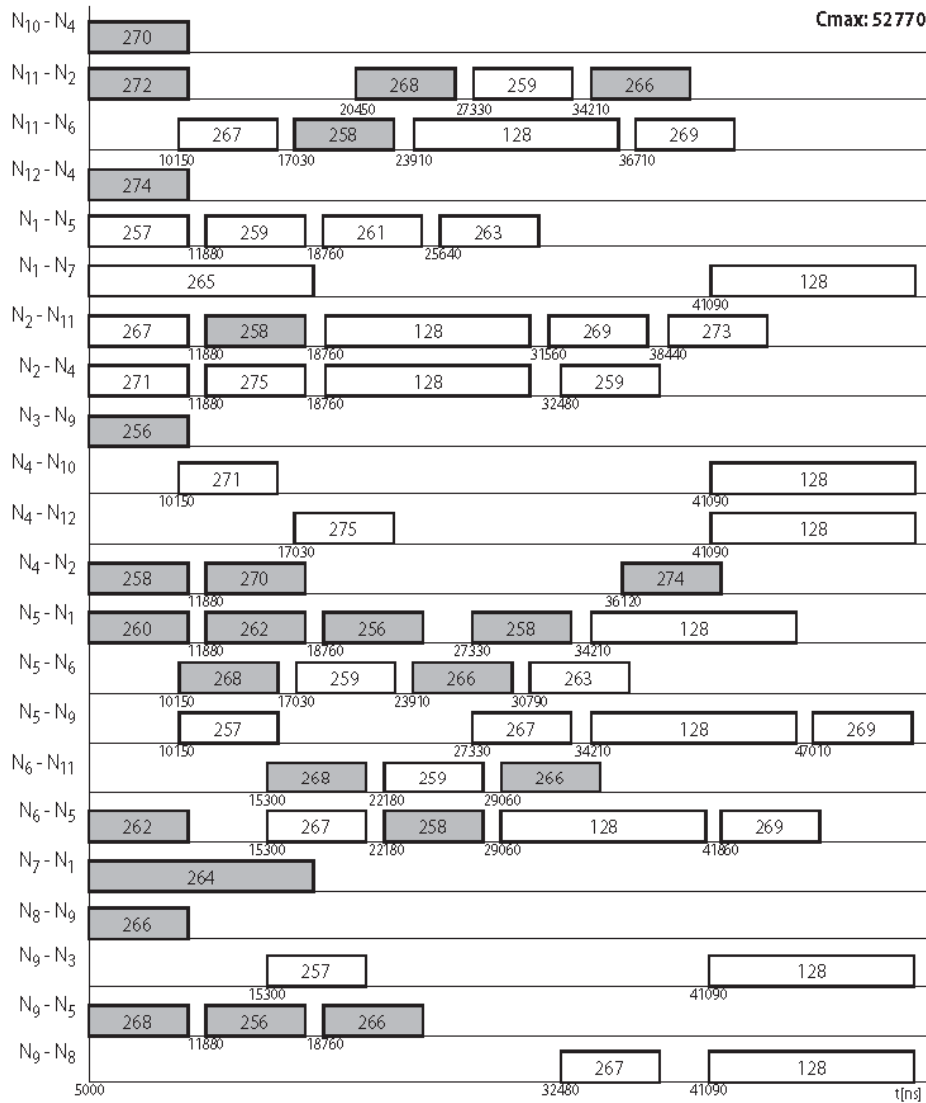 Cmax: 52770
N10 - N4 270
N11 - N2 272 268 259 266
20450 27330 34210
N11 - N6 267 258 128 269
10150 17030 23910 36710
N12 - N4 274
N1 - N5 257 259 261 263
11880 18760 25640
N1 - N7 265 128
41090
N2 - N11 267 258 128 269 273
11880 18760 31560 38440
N2 - N4 271 275 128 259
11880 18760 32480
N3 - N9 256
N4 - N10 271 128
10150 41090
N4 - N12 275 128
17030 41090
N4 - N2 258 270 274
11880 36120
N5 - N1 260 262 256 258 128
11880 18760 27330 34210
N5 - N6 268 259 266 263
10150 17030 23910 30790
N5 - N9 257 267 128 269
10150 27330 34210 47010
N6 - N11 268 259 266
15300 22180 29060
N6 - N5 262 267 258 128 269
15300 22180 29060 41860
N7 - N1 264
N8 - N9 266
N9 - N3 257 128
15300 41090
N9 - N5 268 256 266
11880 18760
N9 - N8 267 128
5000 32480 41090 t[ns]